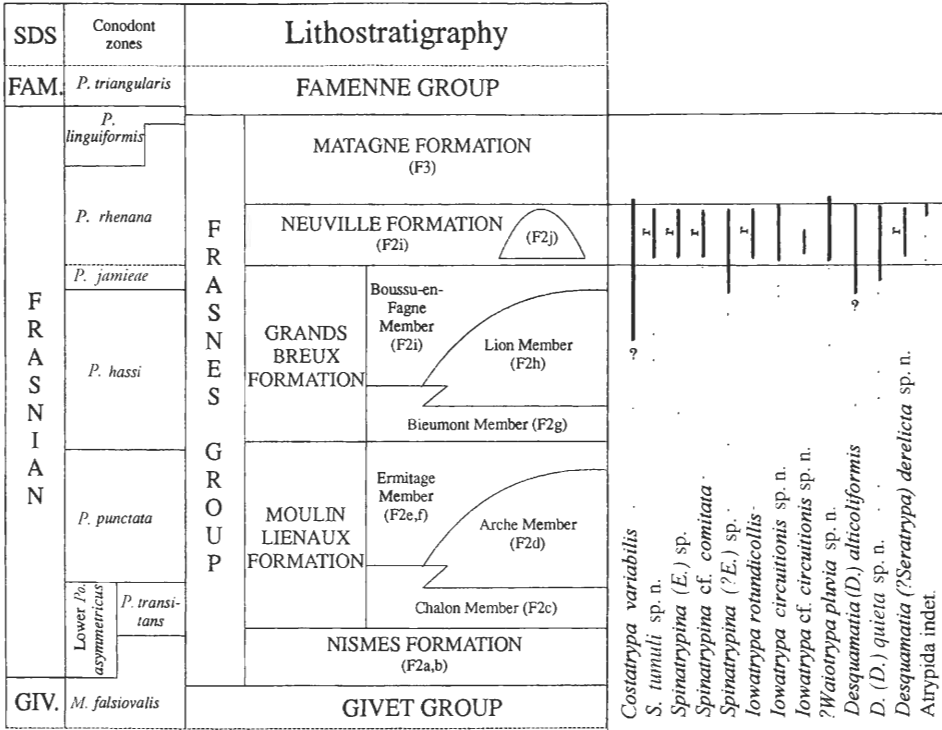 SDS
Conodont
zones
Lithostratigraphy
FAM.
P. triangularis
FAMENNE GROUP
FRASNIAN
P.
linguiformis
P. rhenana
P. jamieae
P. hassi
P. punctata
Lower Po.
asymmetricus
P. transi-
tans
FRASNES GROUP
MATAGNE FORMATION
(F3)
NEUVILLE FORMATION
(F2i)
(F2j)
GRANDS
BREUX
FORMATION
Boussu-en-
Fagne
Member
(F2i)
Lion Member
(F2h)
Bieumont Member (F2g)
MOULIN
LIENAUX
FORMATION
Ermitage
Member
(F2e,f)
Arche Member
(F2d)
Chalon Member (F2c)
NISMES FORMATION
(F2a,b)
GIV.
M. falsiovalis
GIVET GROUP
r
r
r
r
r
?
?
Costatrypa variabilis
S. tumuli sp. n.
Spinatrypina (E.) sp.
Spinatrypina cf. comitata
Spinatrypina (?E.) sp.
Iowatrypa rotundicollis
Iowatrypa circuitionis sp. n.
Iowatrypa cf. circuitionis sp. n.
?Waiotrypa pluvia sp. n.
Desquamatia (D.) alticoliformis
D. (D.) quieta sp. n.
Desquamatia (?Seratrypa) derelicta sp. n.
Atrypida indet.